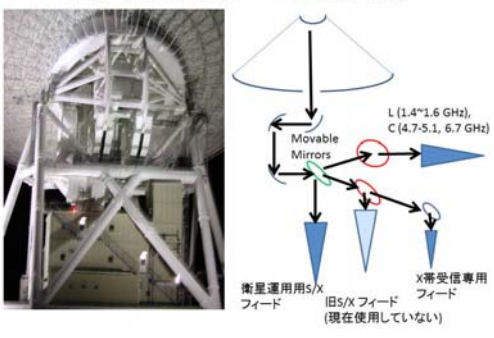 L (1.4~1.6 GHz),
C (4.7-5.1, 6.7 GHz)
Movable
Mirrors
衛星運用用S/X
フィード
旧S/X フィード
(現在使用していない)
X帯受信専用
フィード